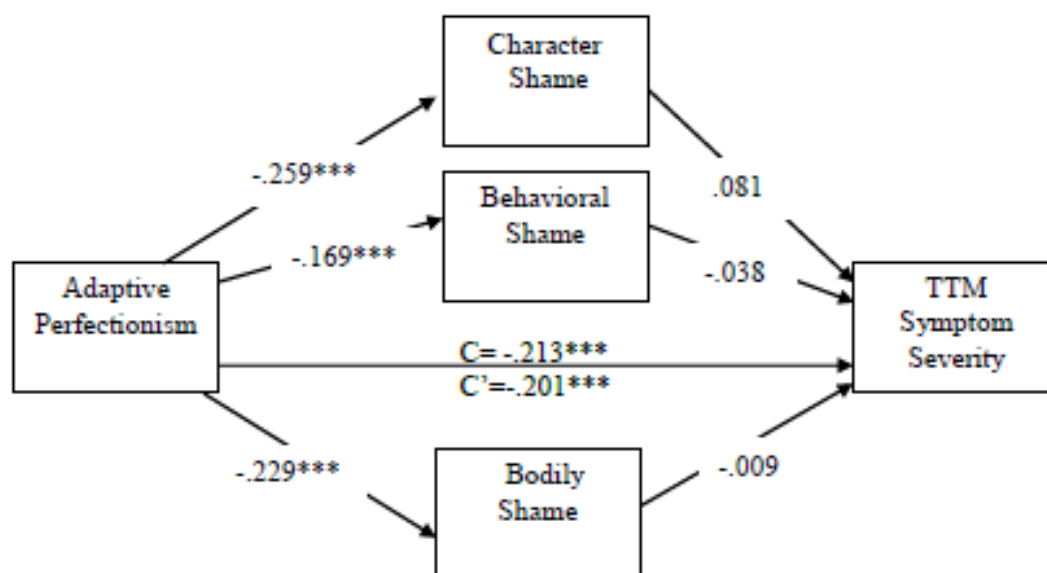 Character
Shame
-.259***
.081
Behavioral
Shame
-.169***
-.038
Adaptive
Perfectionism
TTM
Symptom
Severity
C= -.213***
C’=-.201***
-.229***
-.009
Bodily
Shame